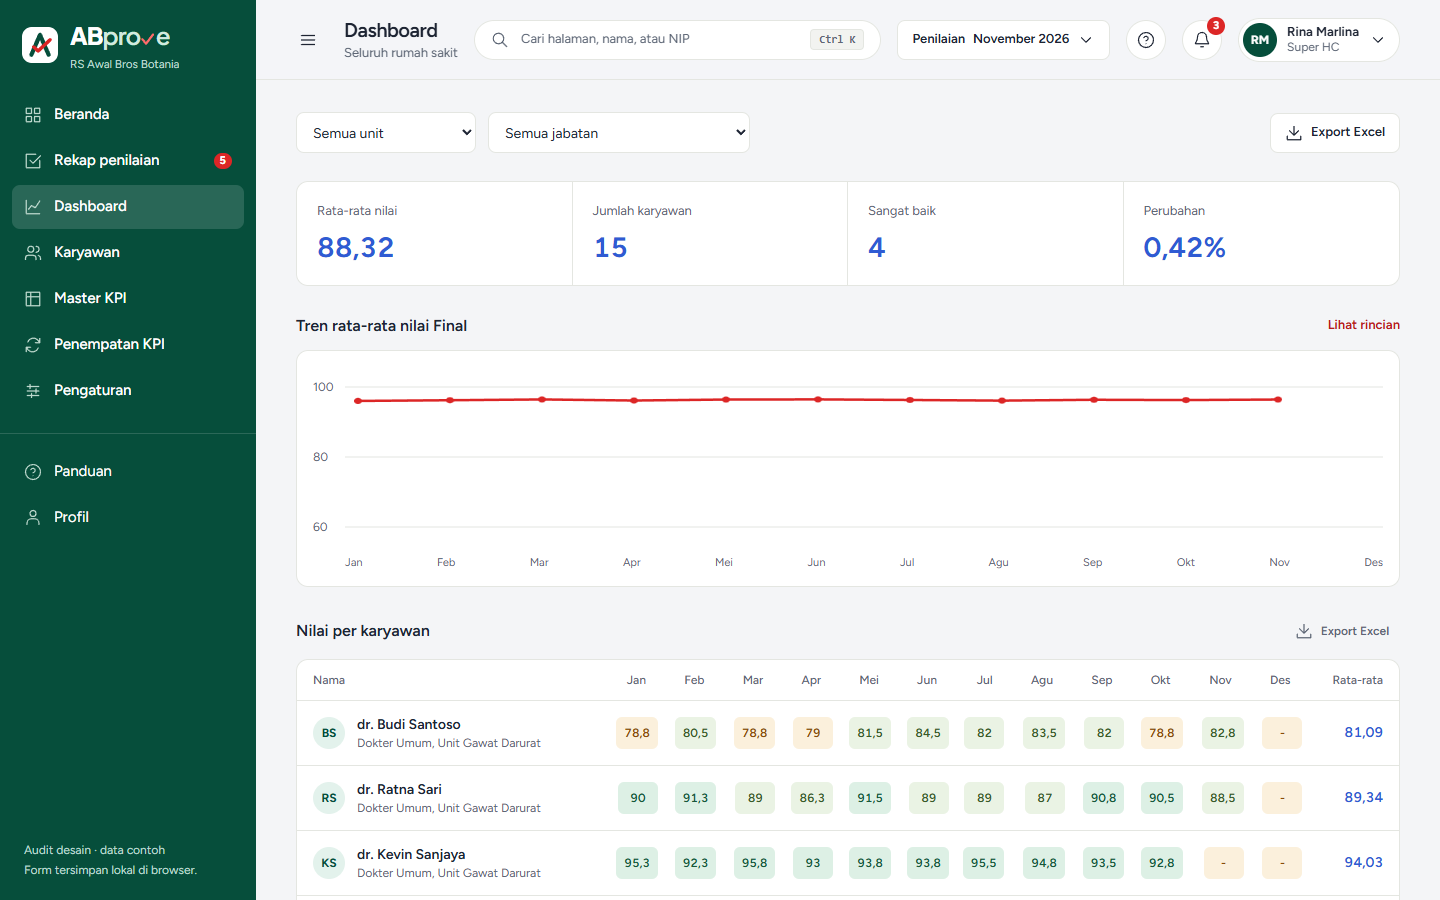 ABprove
RS Awal Bros Botania
Beranda
Rekap penilaian 5
Dashboard
Karyawan
Master KPI
Penempatan KPI
Pengaturan
Panduan
Profil
Audit desain · data contoh
Form tersimpan lokal di browser.
Dashboard
Seluruh rumah sakit
Cari halaman, nama, atau NIP Ctrl K
Penilaian November 2026
3
RM
Rina Marlina
Super HC
Semua unit
Semua jabatan
Export Excel
Rata-rata nilai
88,32
Jumlah karyawan
15
Sangat baik
4
Perubahan
0,42%
Tren rata-rata nilai Final
Lihat rincian
100
80
60
Jan Feb Mar Apr Mei Jun Jul Agu Sep Okt Nov Des
Nilai per karyawan
Export Excel
Nama Jan Feb Mar Apr Mei Jun Jul Agu Sep Okt Nov Des Rata-rata
BS dr. Budi Santoso 78,8 80,5 78,8 79 81,5 84,5 82 83,5 82 78,8 82,8 - 81,09
Dokter Umum, Unit Gawat Darurat
RS dr. Ratna Sari 90 91,3 89 86,3 91,5 89 89 87 90,8 90,5 88,5 - 89,34
Dokter Umum, Unit Gawat Darurat
KS dr. Kevin Sanjaya 95,3 92,3 95,8 93 93,8 93,8 95,5 94,8 93,5 92,8 - - 94,03
Dokter Umum, Unit Gawat Darurat